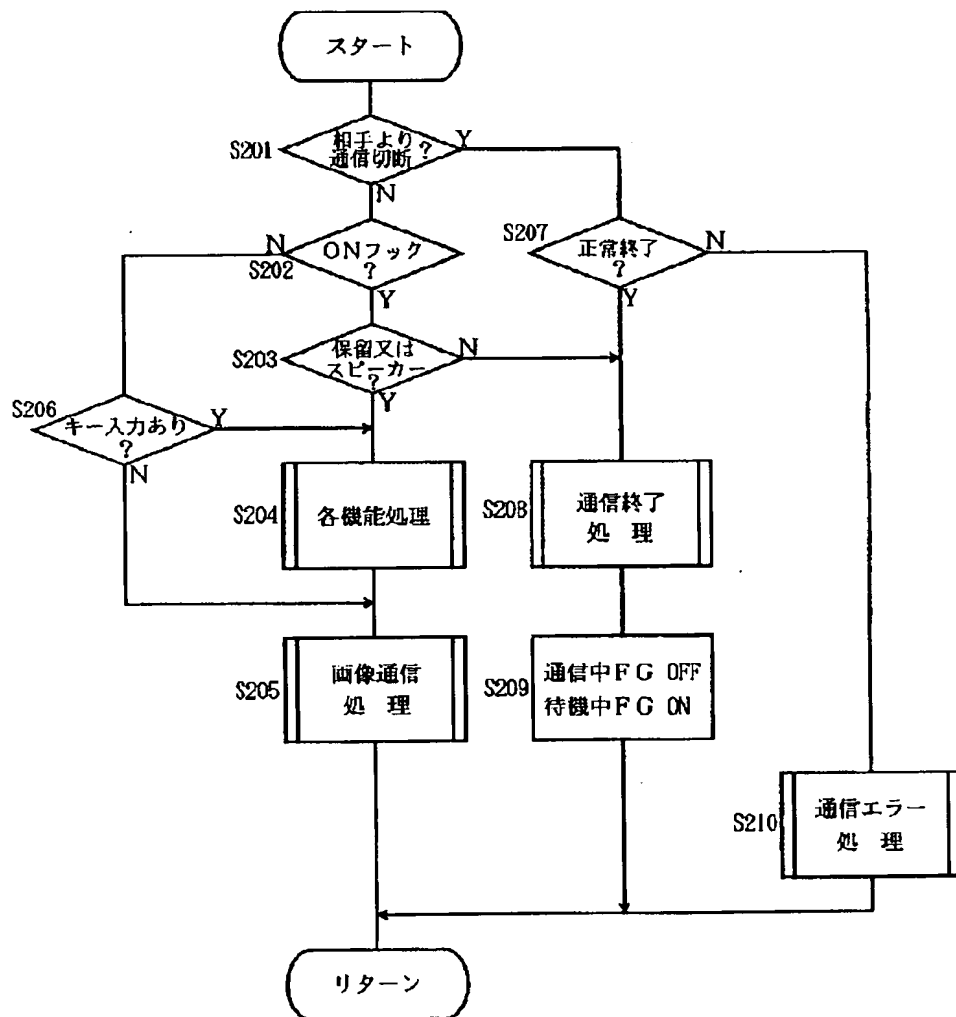 スタート
S201
相手より
通信切断
?
Y
N
S202
ONフック
?
N
Y
S207
正常終了
?
N
Y
S203
保留又は
スピーカー
?
N
Y
S206
キー入力あり
?
Y
N
S204
各機能処理
S208
通信終了
処 理
S205
画像通信
処 理
S209
通信中FG OFF
待機中FG ON
S210
通信エラー
処 理
リターン